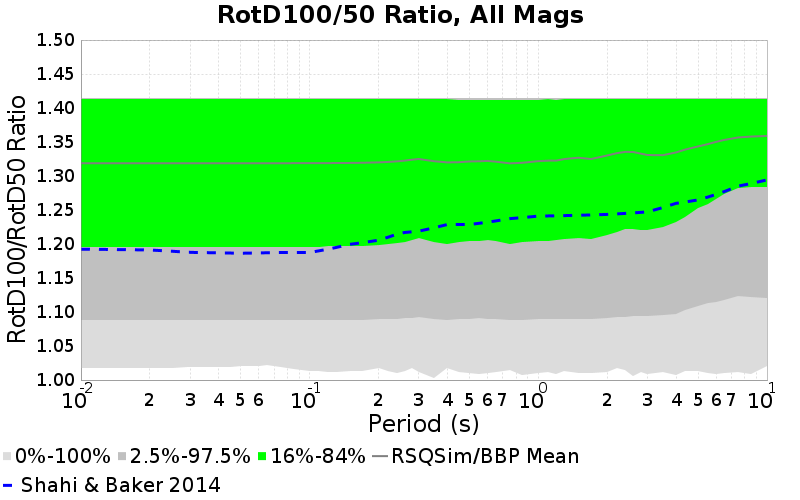 RotD100/50 Ratio, All Mags
RotD100/RotD50 Ratio
1.50
1.45
1.40
1.35
1.30
1.25
1.20
1.15
1.10
1.05
1.00
10-2 2 3 4 5 6 10-1 2 3 4 5 6 7 100 2 3 4 5 6 7 101
Period (s)
0%-100% 2.5%-97.5% 16%-84% RSQSim/BBP Mean
Shahi & Baker 2014